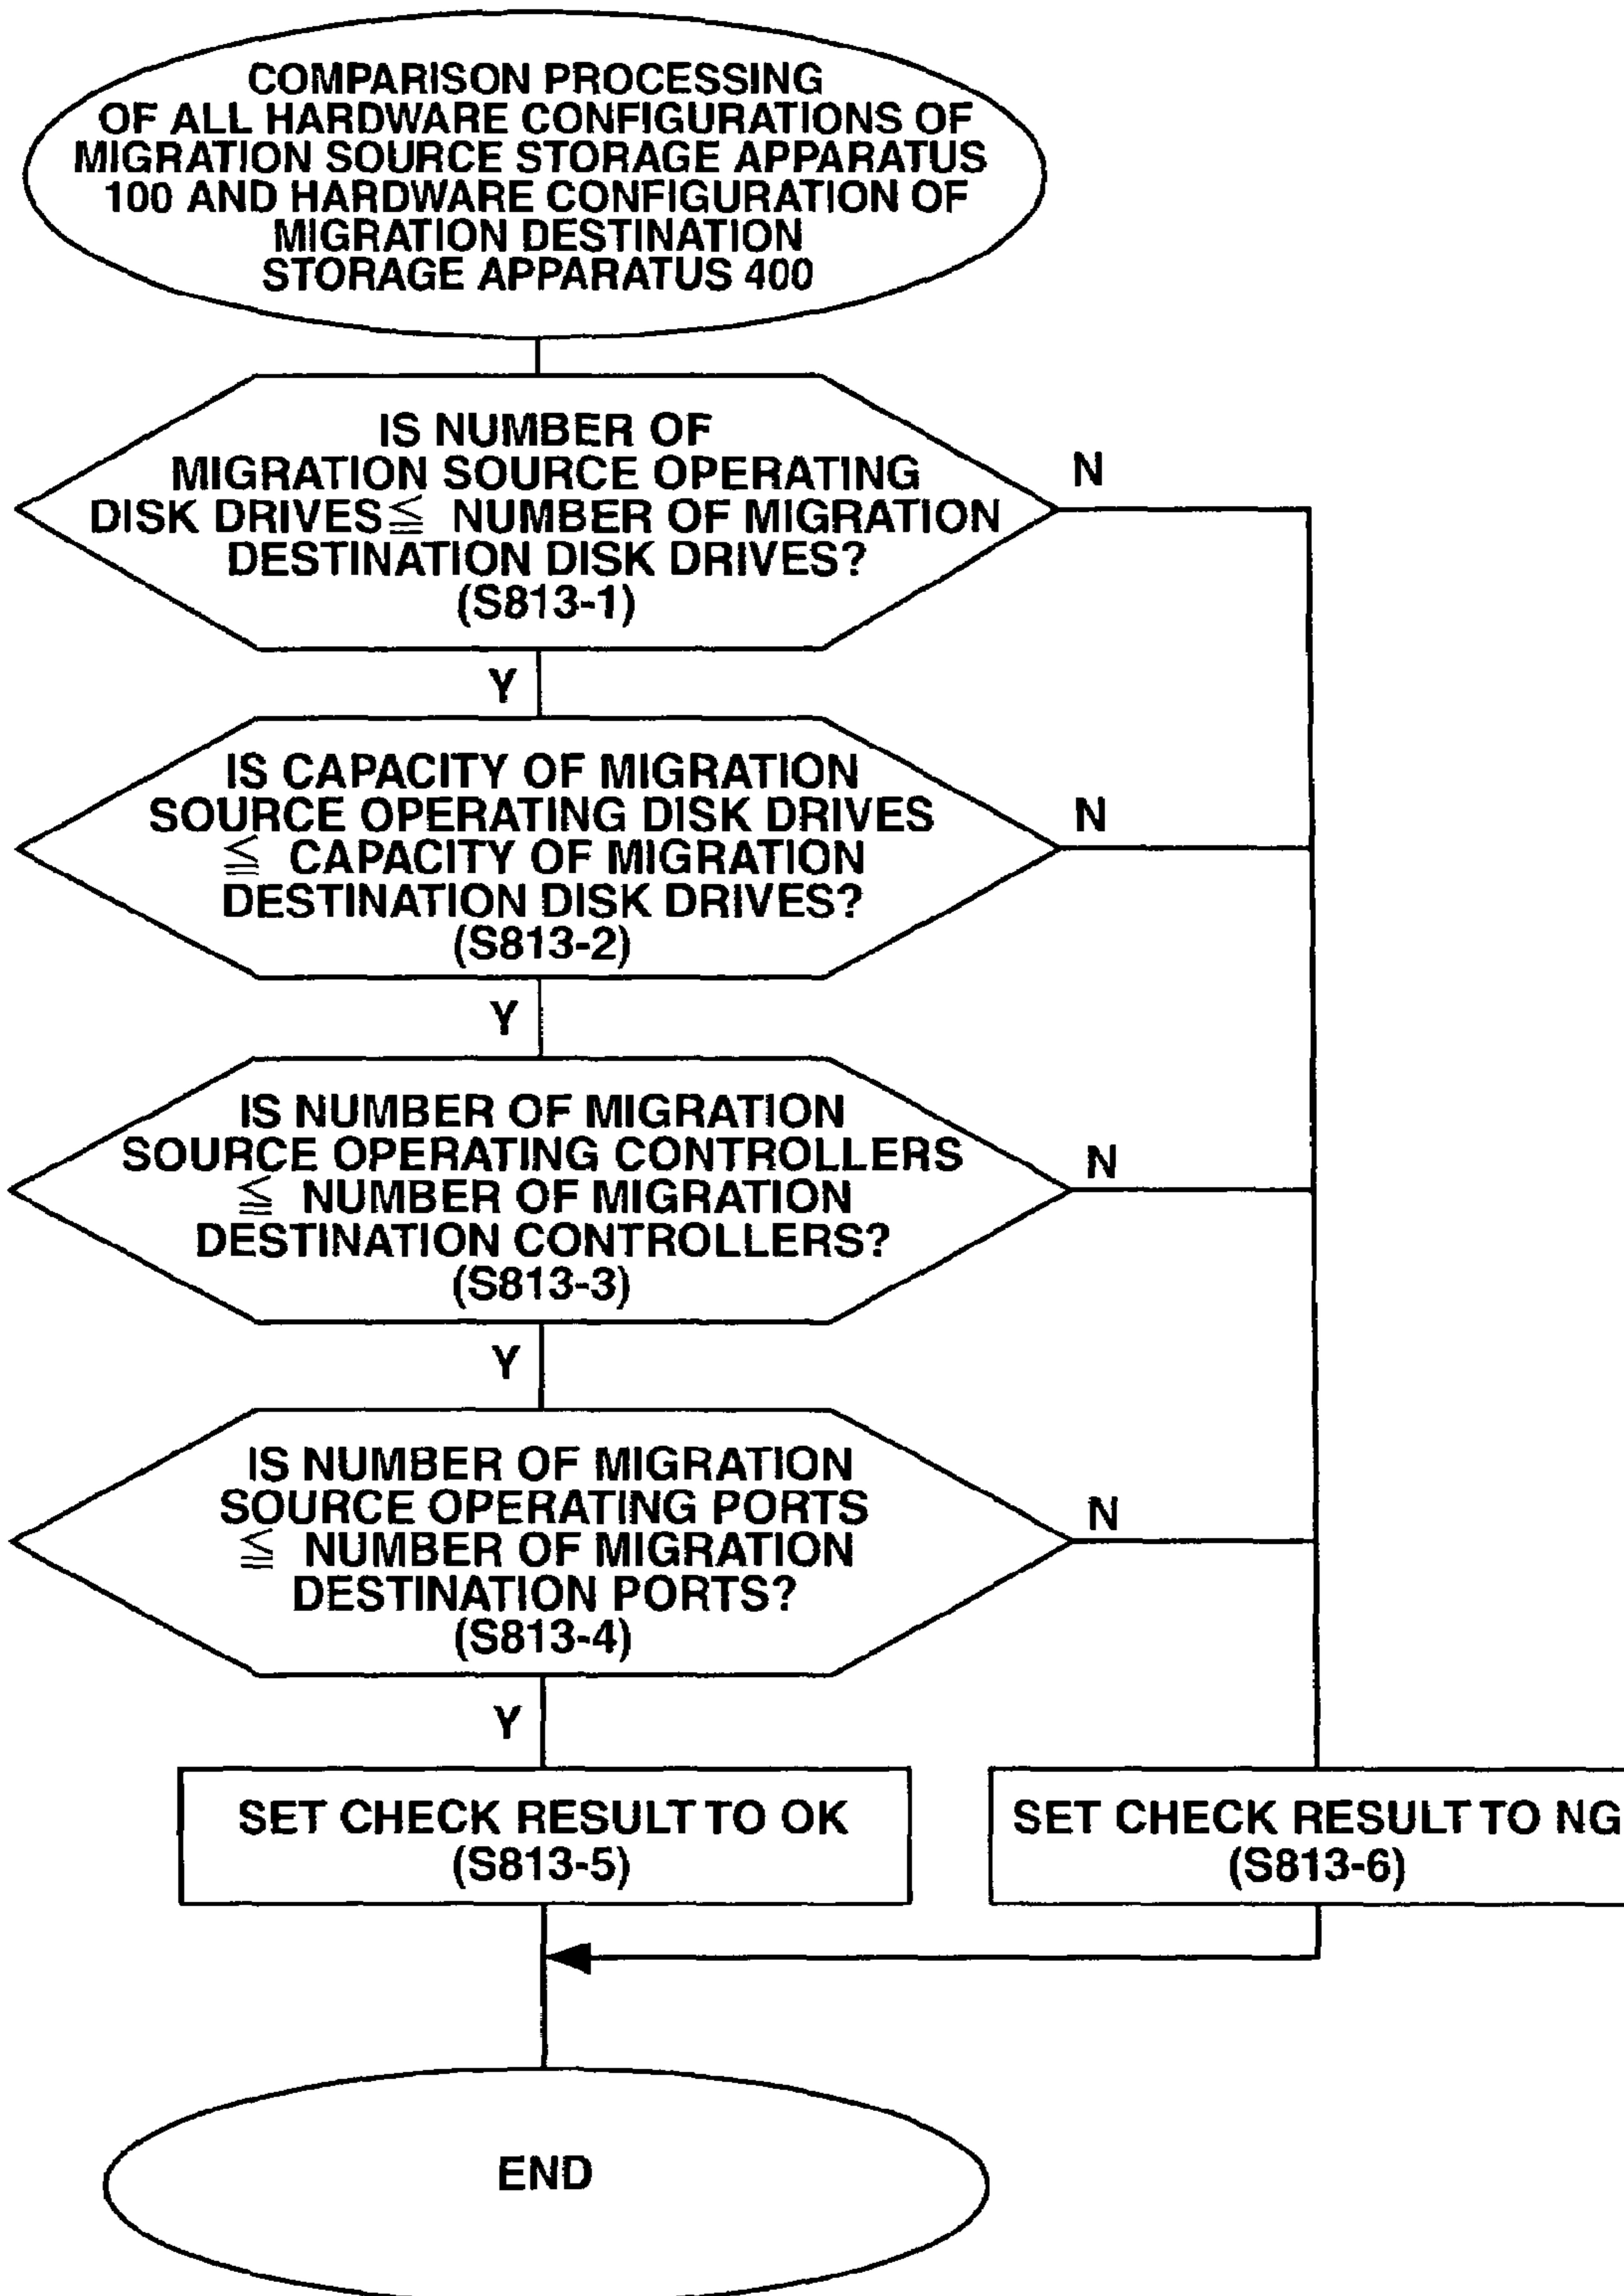 COMPARISON PROCESSING
OF ALL HARDWARE CONFIGURATIONS OF
MIGRATION SOURCE STORAGE APPARATUS
100 AND HARDWARE CONFIGURATION OF
MIGRATION DESTINATION
STORAGE APPARATUS 400
IS NUMBER OF
MIGRATION SOURCE OPERATING
DISK DRIVES≦ NUMBER OF MIGRATION
DESTINATION DISK DRIVES?
(S813-1)
N
Y
IS CAPACITY OF MIGRATION
SOURCE OPERATING DISK DRIVES
≦ CAPACITY OF MIGRATION
DESTINATION DISK DRIVES?
(S813-2)
N
Y
IS NUMBER OF MIGRATION
SOURCE OPERATING CONTROLLERS
≦ NUMBER OF MIGRATION
DESTINATION CONTROLLERS?
(S813-3)
N
Y
IS NUMBER OF MIGRATION
SOURCE OPERATING PORTS
≦ NUMBER OF MIGRATION
DESTINATION PORTS?
(S813-4)
N
Y
SET CHECK RESULT TO OK
(S813-5)
SET CHECK RESULT TO NG
(S813-6)
END